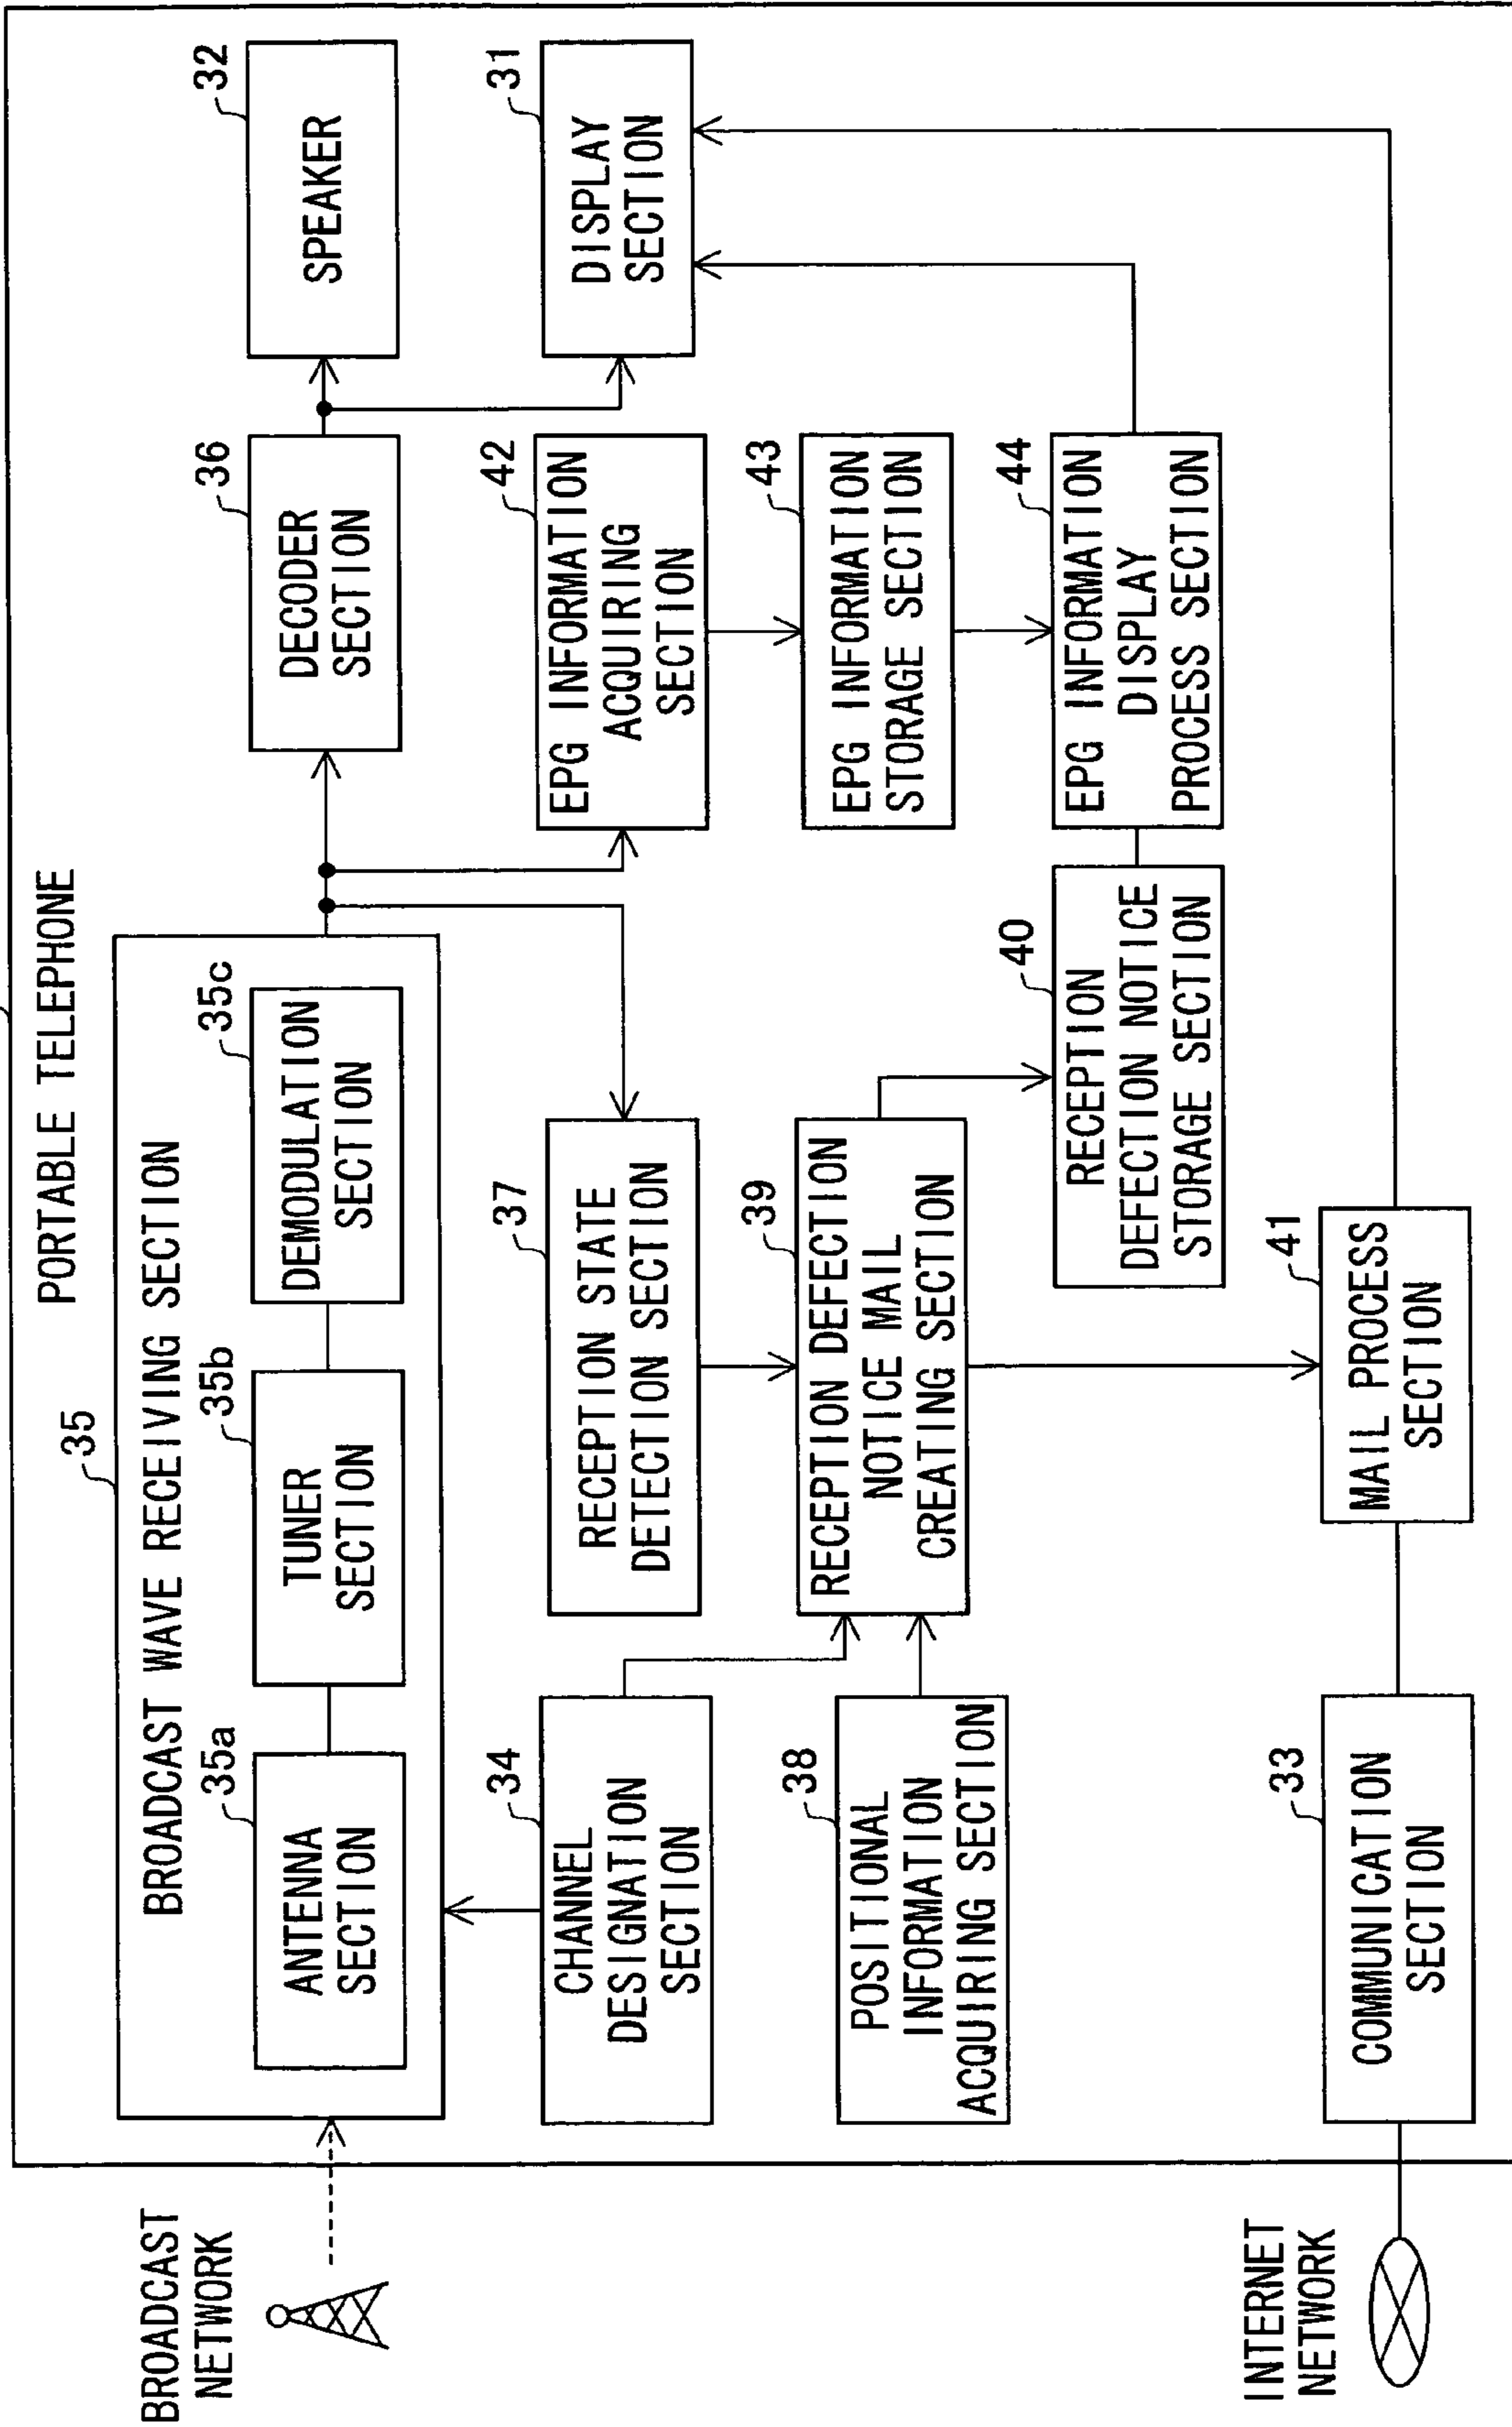 PORTABLE TELEPHONE
BROADCAST
NETWORK
35
BROADCAST WAVE RECEIVING SECTION
35a
ANTENNA
SECTION
35b
TUNER
SECTION
35c
DEMODULATION
SECTION
36
DECODER
SECTION
32
SPEAKER
34
CHANNEL
DESIGNATION
SECTION
37
RECEPTION STATE
DETECTION SECTION
42
EPG INFORMATION
ACQUIRING
SECTION
31
DISPLAY
SECTION
38
POSITIONAL
INFORMATION
ACQUIRING SECTION
39
RECEPTION DEFECTION
NOTICE MAIL
CREATING SECTION
43
EPG INFORMATION
STORAGE SECTION
40
RECEPTION
DEFECTION NOTICE
STORAGE SECTION
44
EPG INFORMATION
DISPLAY
PROCESS SECTION
INTERNET
NETWORK
33
COMMUNICATION
SECTION
41
MAIL PROCESS
SECTION